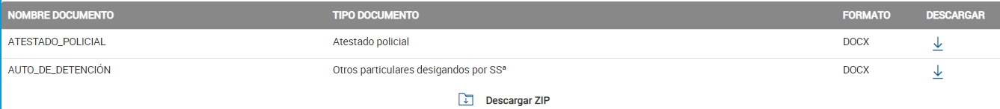 NOMBRE DOCUMENTO TIPO DOCUMENTO FORMATO DESCARGAR
ATESTADO_POLICIAL Atestado policial DOCX
AUTO_DE_DETENCIÓN Otros particulares desigandos por SSª DOCX
Descargar ZIP